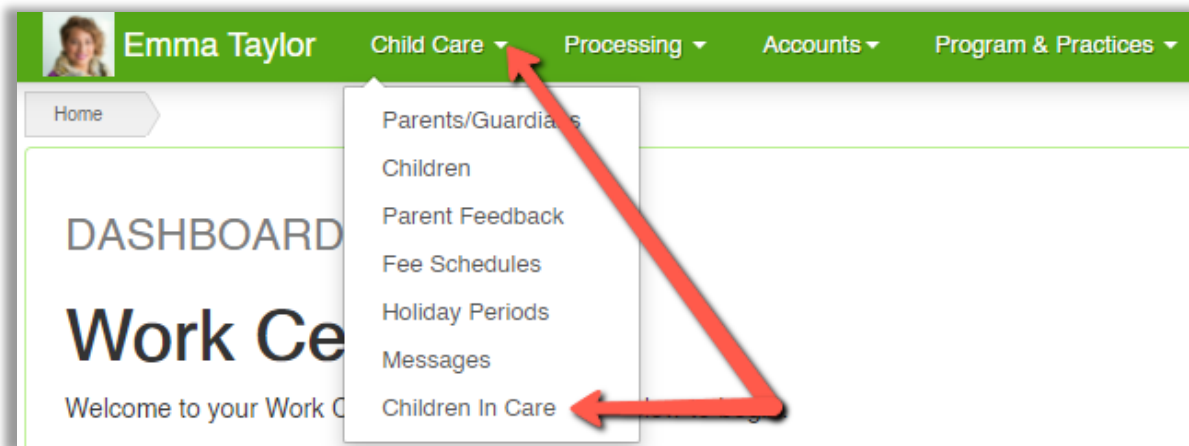 Emma Taylor Child Care Processing Accounts Program & Practices
Home
Parents/Guardians
Children
DASHBOARD
Parent Feedback
Fee Schedules
Work Ce
Holiday Periods
Messages
Welcome to your Work C
Children In Care